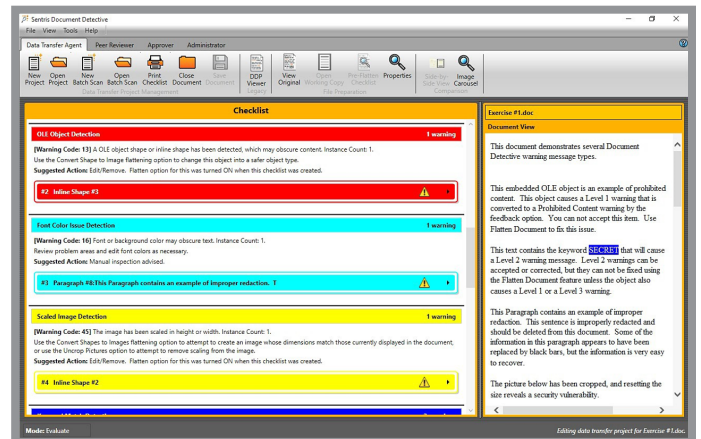 Sentris Document Detective
File View Tools Help
Data Transfer Agent Peer Reviewer Approver Administrator
New Project
Open Project
New Batch Scan
Open Batch Scan
Print Checklist
Close Document
Save Document
DDP Viewer
View Original
Open Working Copy
Pre-Flatten Checklist
Properties
Side-by-Side View
Image Carousel
Data Transfer Project Management
Legacy
File Preparation
Comparison
Checklist
OLE Object Detection 1 warning
[Warning Code: 13] A OLE object shape or inline shape has been detected, which may obscure content. Instance Count: 1.
Use the Convert Shape to Image flattening option to change this object into a safer object type.
Suggested Action: Edit/Remove. Flatten option for this was turned ON when this checklist was created.
#2 Inline Shape #3
Font Color Issue Detection 1 warning
[Warning Code: 16] Font or background color may obscure text. Instance Count: 1.
Review problem areas and edit font colors as necessary.
Suggested Action: Manual inspection advised.
#3 Paragraph #8:This Paragraph contains an example of improper redaction. T
Scaled Image Detection 1 warning
[Warning Code: 45] The image has been scaled in height or width. Instance Count: 1.
Use the Convert Shapes to Images flattening option to attempt to create an image whose dimensions match those currently displayed in the document,
or use the Uncrop Pictures option to attempt to remove scaling from the image.
Suggested Action: Edit/Remove. Flatten option for this was turned ON when this checklist was created.
#4 Inline Shape #2
Exercise #1.doc
Document View
This document demonstrates several Document
Detective warning message types.
This embedded OLE object is an example of prohibited
content. This object causes a Level 1 warning that is
converted to a Prohibited Content warning by the
feedback option. You can not accept this item. Use
Flatten Document to fix this issue.
This text contains the keyword SECRET that will cause
a Level 2 warning message. Level 2 warnings can be
accepted or corrected, but they can not be fixed using
the Flatten Document feature unless the object also
causes a Level 1 or a Level 3 warning.
This Paragraph contains an example of improper
redaction. This sentence is improperly redacted and
should be deleted from this document. Some of the
information in this paragraph appears to have been
replaced by black bars, but the information is very easy
to recover.
The picture below has been cropped, and resetting the
size reveals a security vulnerability.
Mode: Evaluate
Editing data transfer project for Exercise #1.doc.